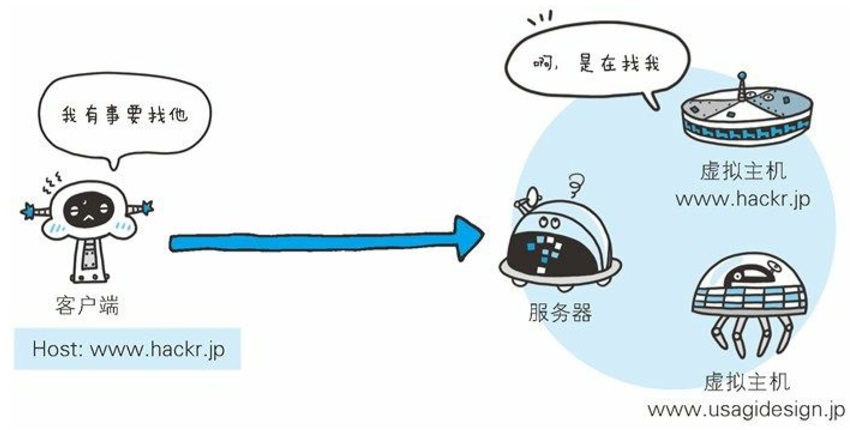 我有事要找他
啊，是在找我
虚拟主机
www.hackr.jp
客户端
Host: www.hackr.jp
服务器
虚拟主机
www.usagidesign.jp